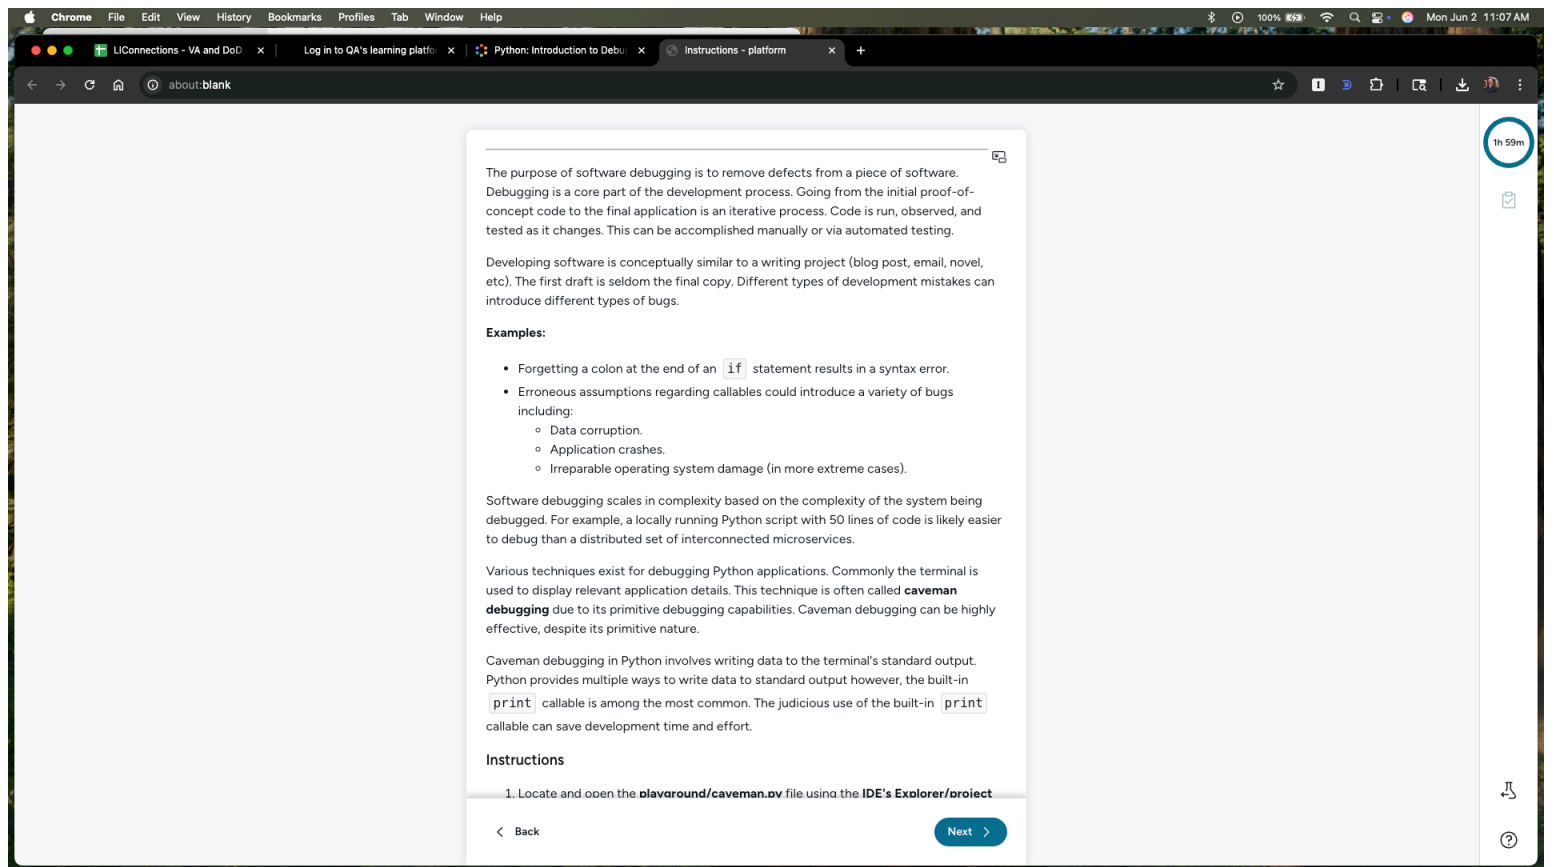 Chrome File Edit View History Bookmarks Profiles Tab Window Help 100% Mon Jun 2 11:07 AM
LIConnections - VA and DoD Log in to QA's learning platfo Python: Introduction to Debu Instructions - platform
about:blank
1h 59m
The purpose of software debugging is to remove defects from a piece of software.
Debugging is a core part of the development process. Going from the initial proof-of-
concept code to the final application is an iterative process. Code is run, observed, and
tested as it changes. This can be accomplished manually or via automated testing.
Developing software is conceptually similar to a writing project (blog post, email, novel,
etc). The first draft is seldom the final copy. Different types of development mistakes can
introduce different types of bugs.
Examples:
• Forgetting a colon at the end of an if statement results in a syntax error.
• Erroneous assumptions regarding callables could introduce a variety of bugs
including:
◦ Data corruption.
◦ Application crashes.
◦ Irreparable operating system damage (in more extreme cases).
Software debugging scales in complexity based on the complexity of the system being
debugged. For example, a locally running Python script with 50 lines of code is likely easier
to debug than a distributed set of interconnected microservices.
Various techniques exist for debugging Python applications. Commonly the terminal is
used to display relevant application details. This technique is often called caveman
debugging due to its primitive debugging capabilities. Caveman debugging can be highly
effective, despite its primitive nature.
Caveman debugging in Python involves writing data to the terminal's standard output.
Python provides multiple ways to write data to standard output however, the built-in
print callable is among the most common. The judicious use of the built-in print
callable can save development time and effort.
Instructions
1. Locate and open the playground/caveman.py file using the IDE's Explorer/project
Back
Next